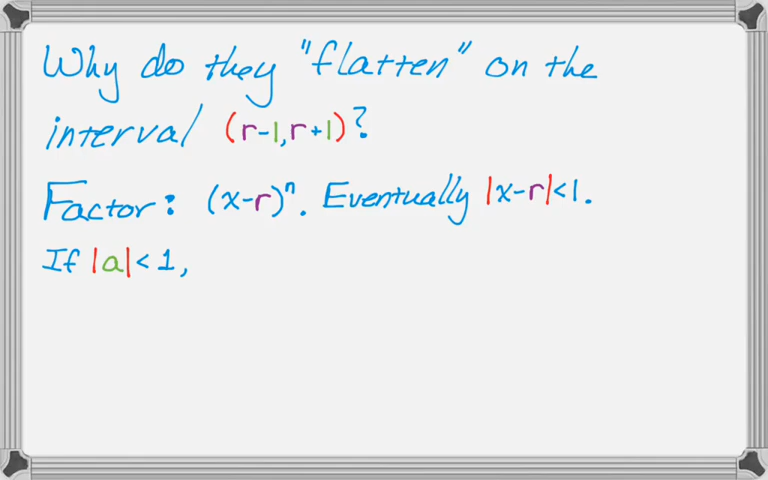 Why do they "flatten" on the
interval (r-1,r+1)?
Factor: (x-r)ⁿ. Eventually |x-r|<1.
If |a|<1,